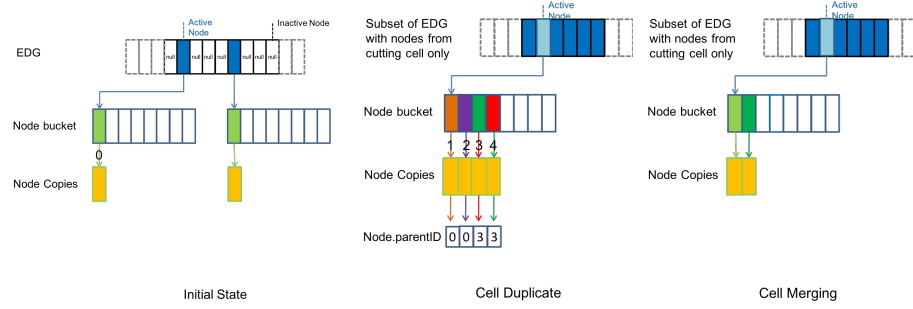 Active
Node
Inactive Node
EDG
null
null
null
null
null
null
Node bucket
0
Node Copies
Initial State
Active
Node
Subset of EDG
with nodes from
cutting cell only
Node bucket
1 2 3 4
Node Copies
Node.parentID
0 0 3 3
Cell Duplicate
Active
Node
Subset of EDG
with nodes from
cutting cell only
Node bucket
Node Copies
Cell Merging